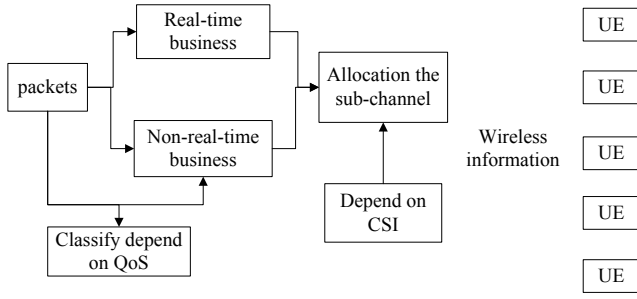 Real-time
business
packets
Non-real-time
business
Classify depend
on QoS
Allocation the
sub-channel
Depend on
CSI
Wireless
information
UE
UE
UE
UE
UE